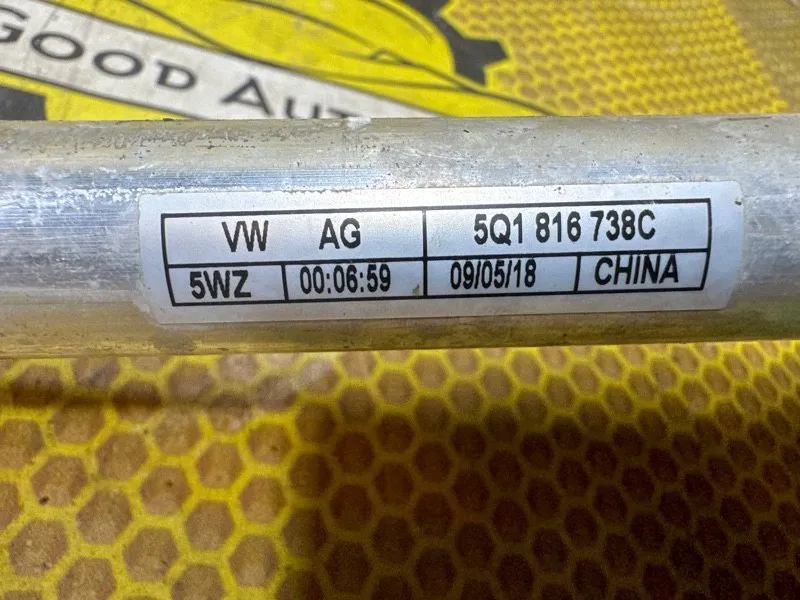 GOOD AUT
VW AG 5Q1 816 738C
5WZ 00:06:59 09/05/18 CHINA